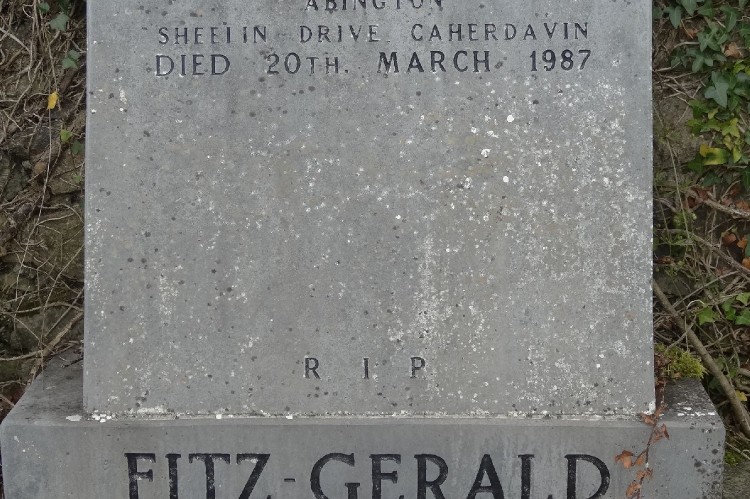 ABINGTON
SHEELIN DRIVE, CAHERDAVIN
DIED 20TH. MARCH 1987
R I P
FITZ-GERALD